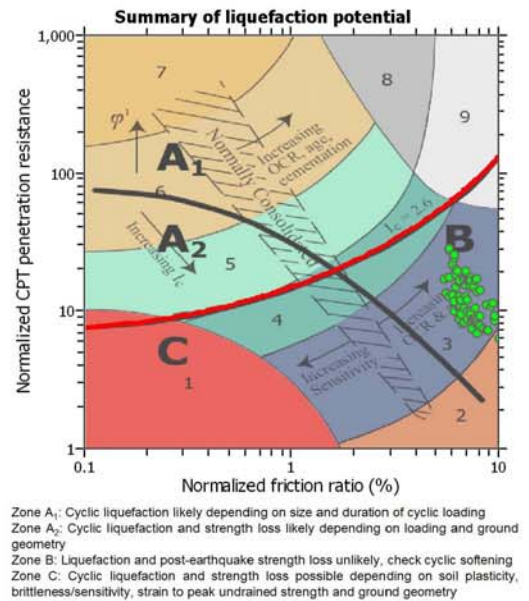 Summary of liquefaction potential
Normalized CPT penetration resistance
1,000
100
10
1
7
8
9
φ'
A1
6
Normally Consolidated
Increasing
OCR, age,
cementation
A2
Increasing Ic
5
Ic = 2.6
B
4
Increasing
OCR &
3
C
1
Increasing
Sensitivity
2
0.1
1
10
Normalized friction ratio (%)
Zone A1: Cyclic liquefaction likely depending on size and duration of cyclic loading
Zone A2: Cyclic liquefaction and strength loss likely depending on loading and ground
geometry
Zone B: Liquefaction and post-earthquake strength loss unlikely, check cyclic softening
Zone C: Cyclic liquefaction and strength loss possible depending on soil plasticity,
brittleness/sensitivity, strain to peak undrained strength and ground geometry